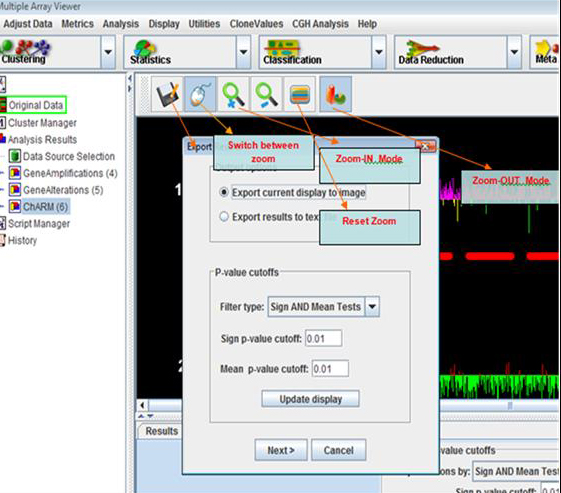 Multiple Array Viewer
Adjust Data Metrics Analysis Display Utilities CloneValues CGH Analysis Help
Clustering Statistics Classification Data Reduction Meta
Original Data
Cluster Manager
Analysis Results
Data Source Selection
GeneAmplifications (4)
GeneAlterations (5)
ChARM (6)
Script Manager
History
Export
Switch between
zoom
Zoom-IN Mode
Zoom-OUT Mode
Reset Zoom
Output options
Export current display to image
Export results to text
1
2
P-value cutoffs
Filter type: Sign AND Mean Tests
Sign p-value cutoff: 0.01
Mean p-value cutoff: 0.01
Update display
Next >
Cancel
Results
value cutoffs
ons by: Sign AND Mean Test
Sign p-value cutoff: 0.01